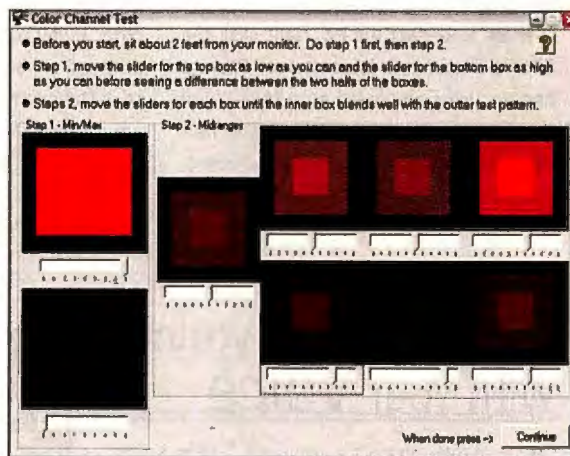 Color Channel Test
• Before you start, sit about 2 feet from your monitor. Do step 1 first, then step 2.
• Step 1, move the slider for the top box as low as you can and the slider for the bottom box as high
as you can before seeing a difference between the two halfs of the boxes.
• Steps 2, move the sliders for each box until the inner box blends well with the outter test pattern.
Step 1 - Min/Max
Step 2 - Midranges
When done press ->
Continue